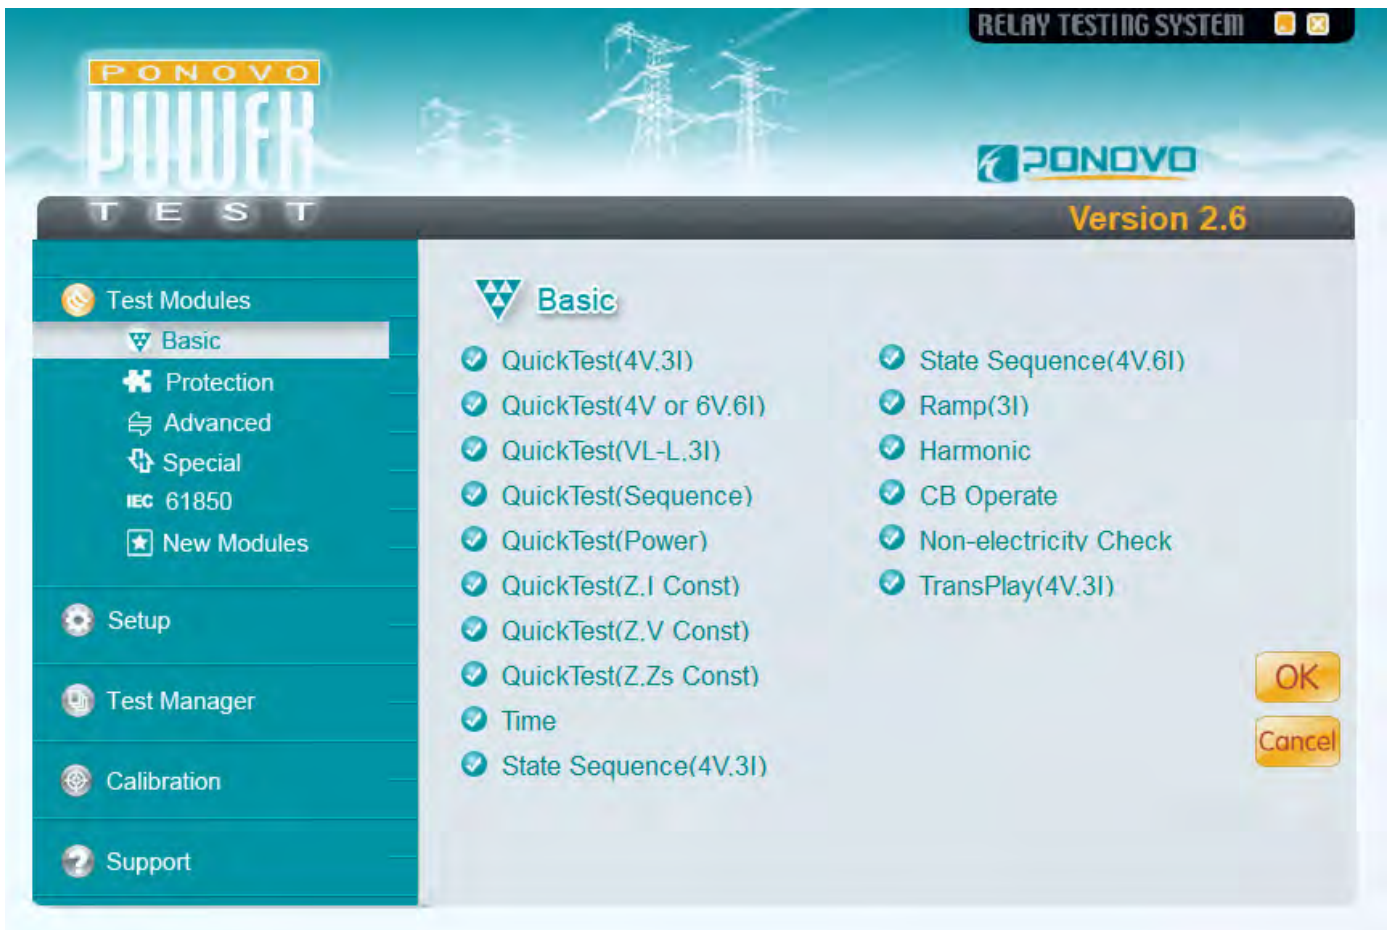 RELAY TESTING SYSTEM
PONOVO
POWER
TEST
PONOVO
Version 2.6
Test Modules
Basic
Protection
Advanced
Special
IEC 61850
New Modules
Setup
Test Manager
Calibration
Support
Basic
QuickTest(4V,3I)
QuickTest(4V or 6V,6I)
QuickTest(VL-L,3I)
QuickTest(Sequence)
QuickTest(Power)
QuickTest(Z,I Const)
QuickTest(Z,V Const)
QuickTest(Z,Zs Const)
Time
State Sequence(4V,3I)
State Sequence(4V,6I)
Ramp(3I)
Harmonic
CB Operate
Non-electricity Check
TransPlay(4V,3I)
OK
Cancel